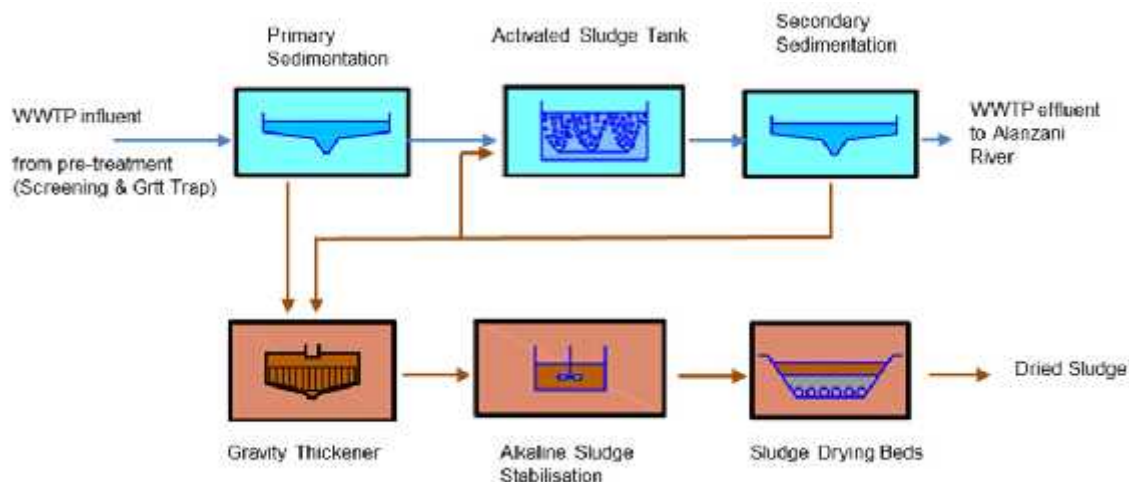 Primary
Sedimentation
Activated Sludge Tank
Secondary
Sedimentation
WWTP influent
from pre-treatment
(Screening & Grtt Trap)
WWTP effluent
to Alanzani
River
Gravity Thickener
Alkaline Sludge
Stabilisation
Sludge Drying Beds
Dried Sludge